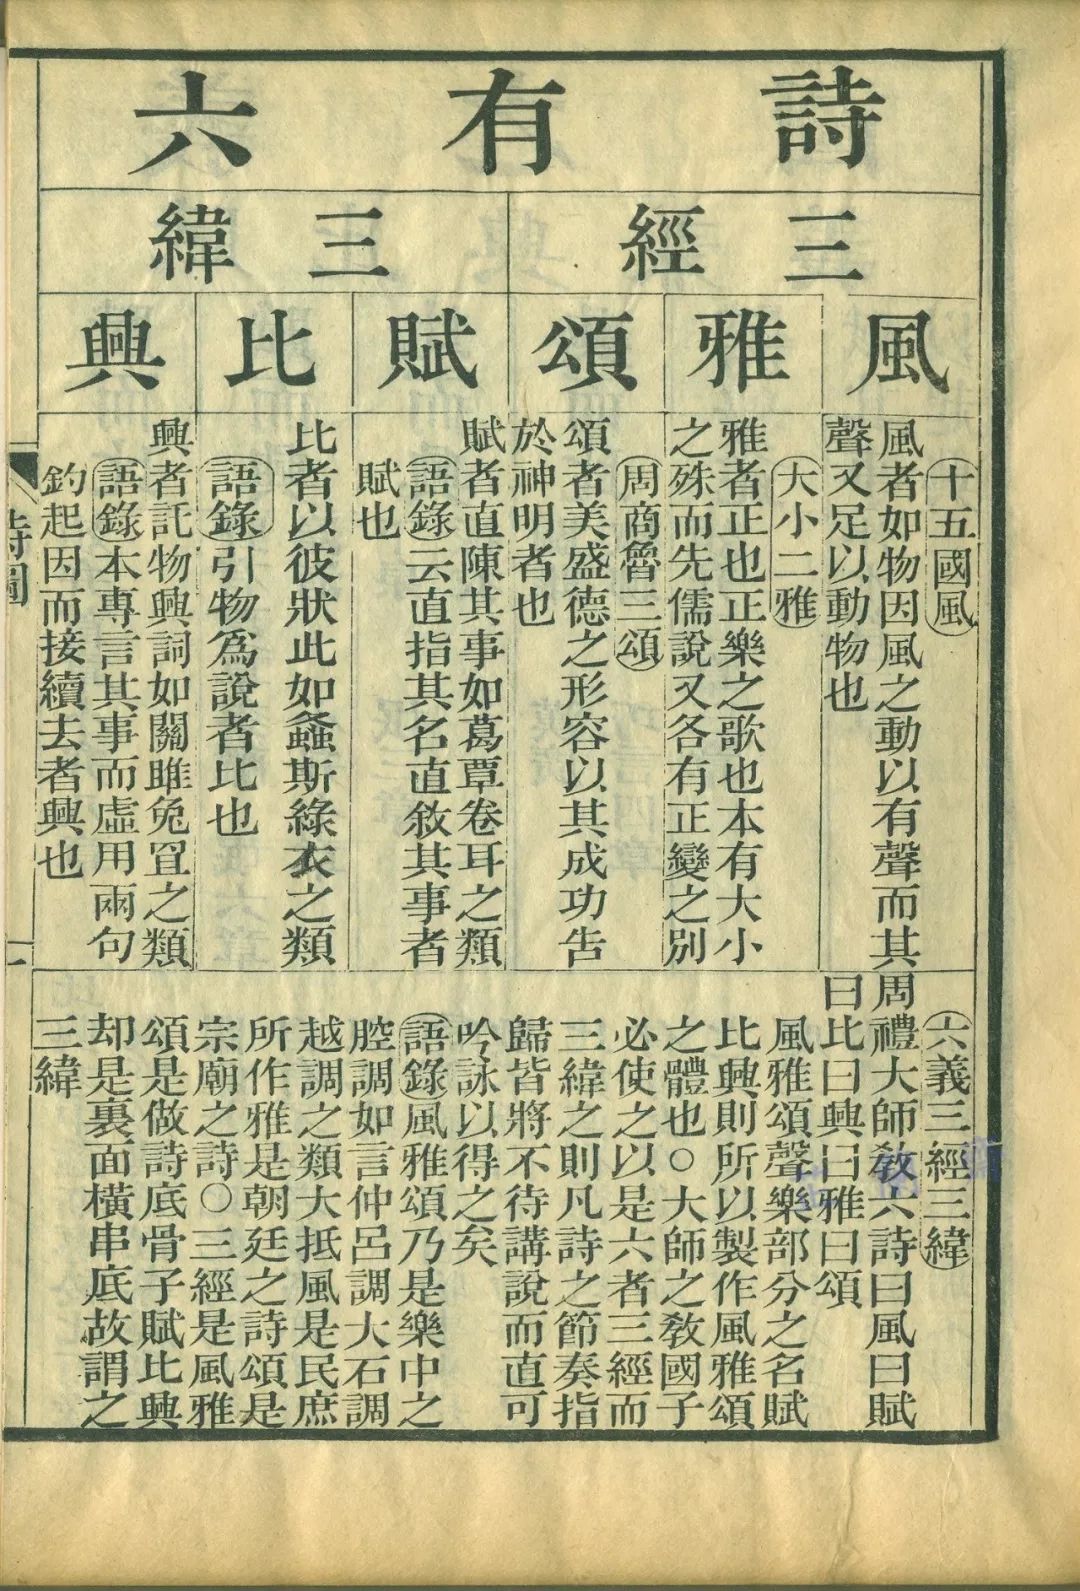 詩有六
三經
三緯
風
雅
頌
賦
比
興
十五國風
風者如物因風之動以有聲而其
聲又足以動物也
大小二雅
雅者正也正樂之歌也本有大小
之殊而先儒說又各有正變之別
周商魯三頌
頌者美盛德之形容以其成功告
於神明者也
賦者直陳其事如葛覃卷耳之類
語錄云直指其名直敘其事者
賦也
比者以彼狀此如螽斯綠衣之類
語錄引物爲說者比也
興者託物興詞如關雎兔罝之類
語錄本專言其事而虛用兩句
釣起因而接續去者興也
六義三經三緯
周禮大師敎六詩曰風曰賦
曰比曰興曰雅曰頌
風雅頌聲樂部分之名賦
比興則所以製作風雅頌
之體也○大師之敎國子
必使之以是六者三經而
三緯之則凡詩之節奏指
歸皆將不待講說而直可
吟詠以得之矣
語錄風雅頌乃是樂中之
腔調如言仲呂調大石調
越調之類大抵風是民庶
所作雅是朝廷之詩頌是
宗廟之詩○三經是風雅
頌是做詩底骨子賦比興
却是裏面橫串底故謂之
三緯
詩圖
一